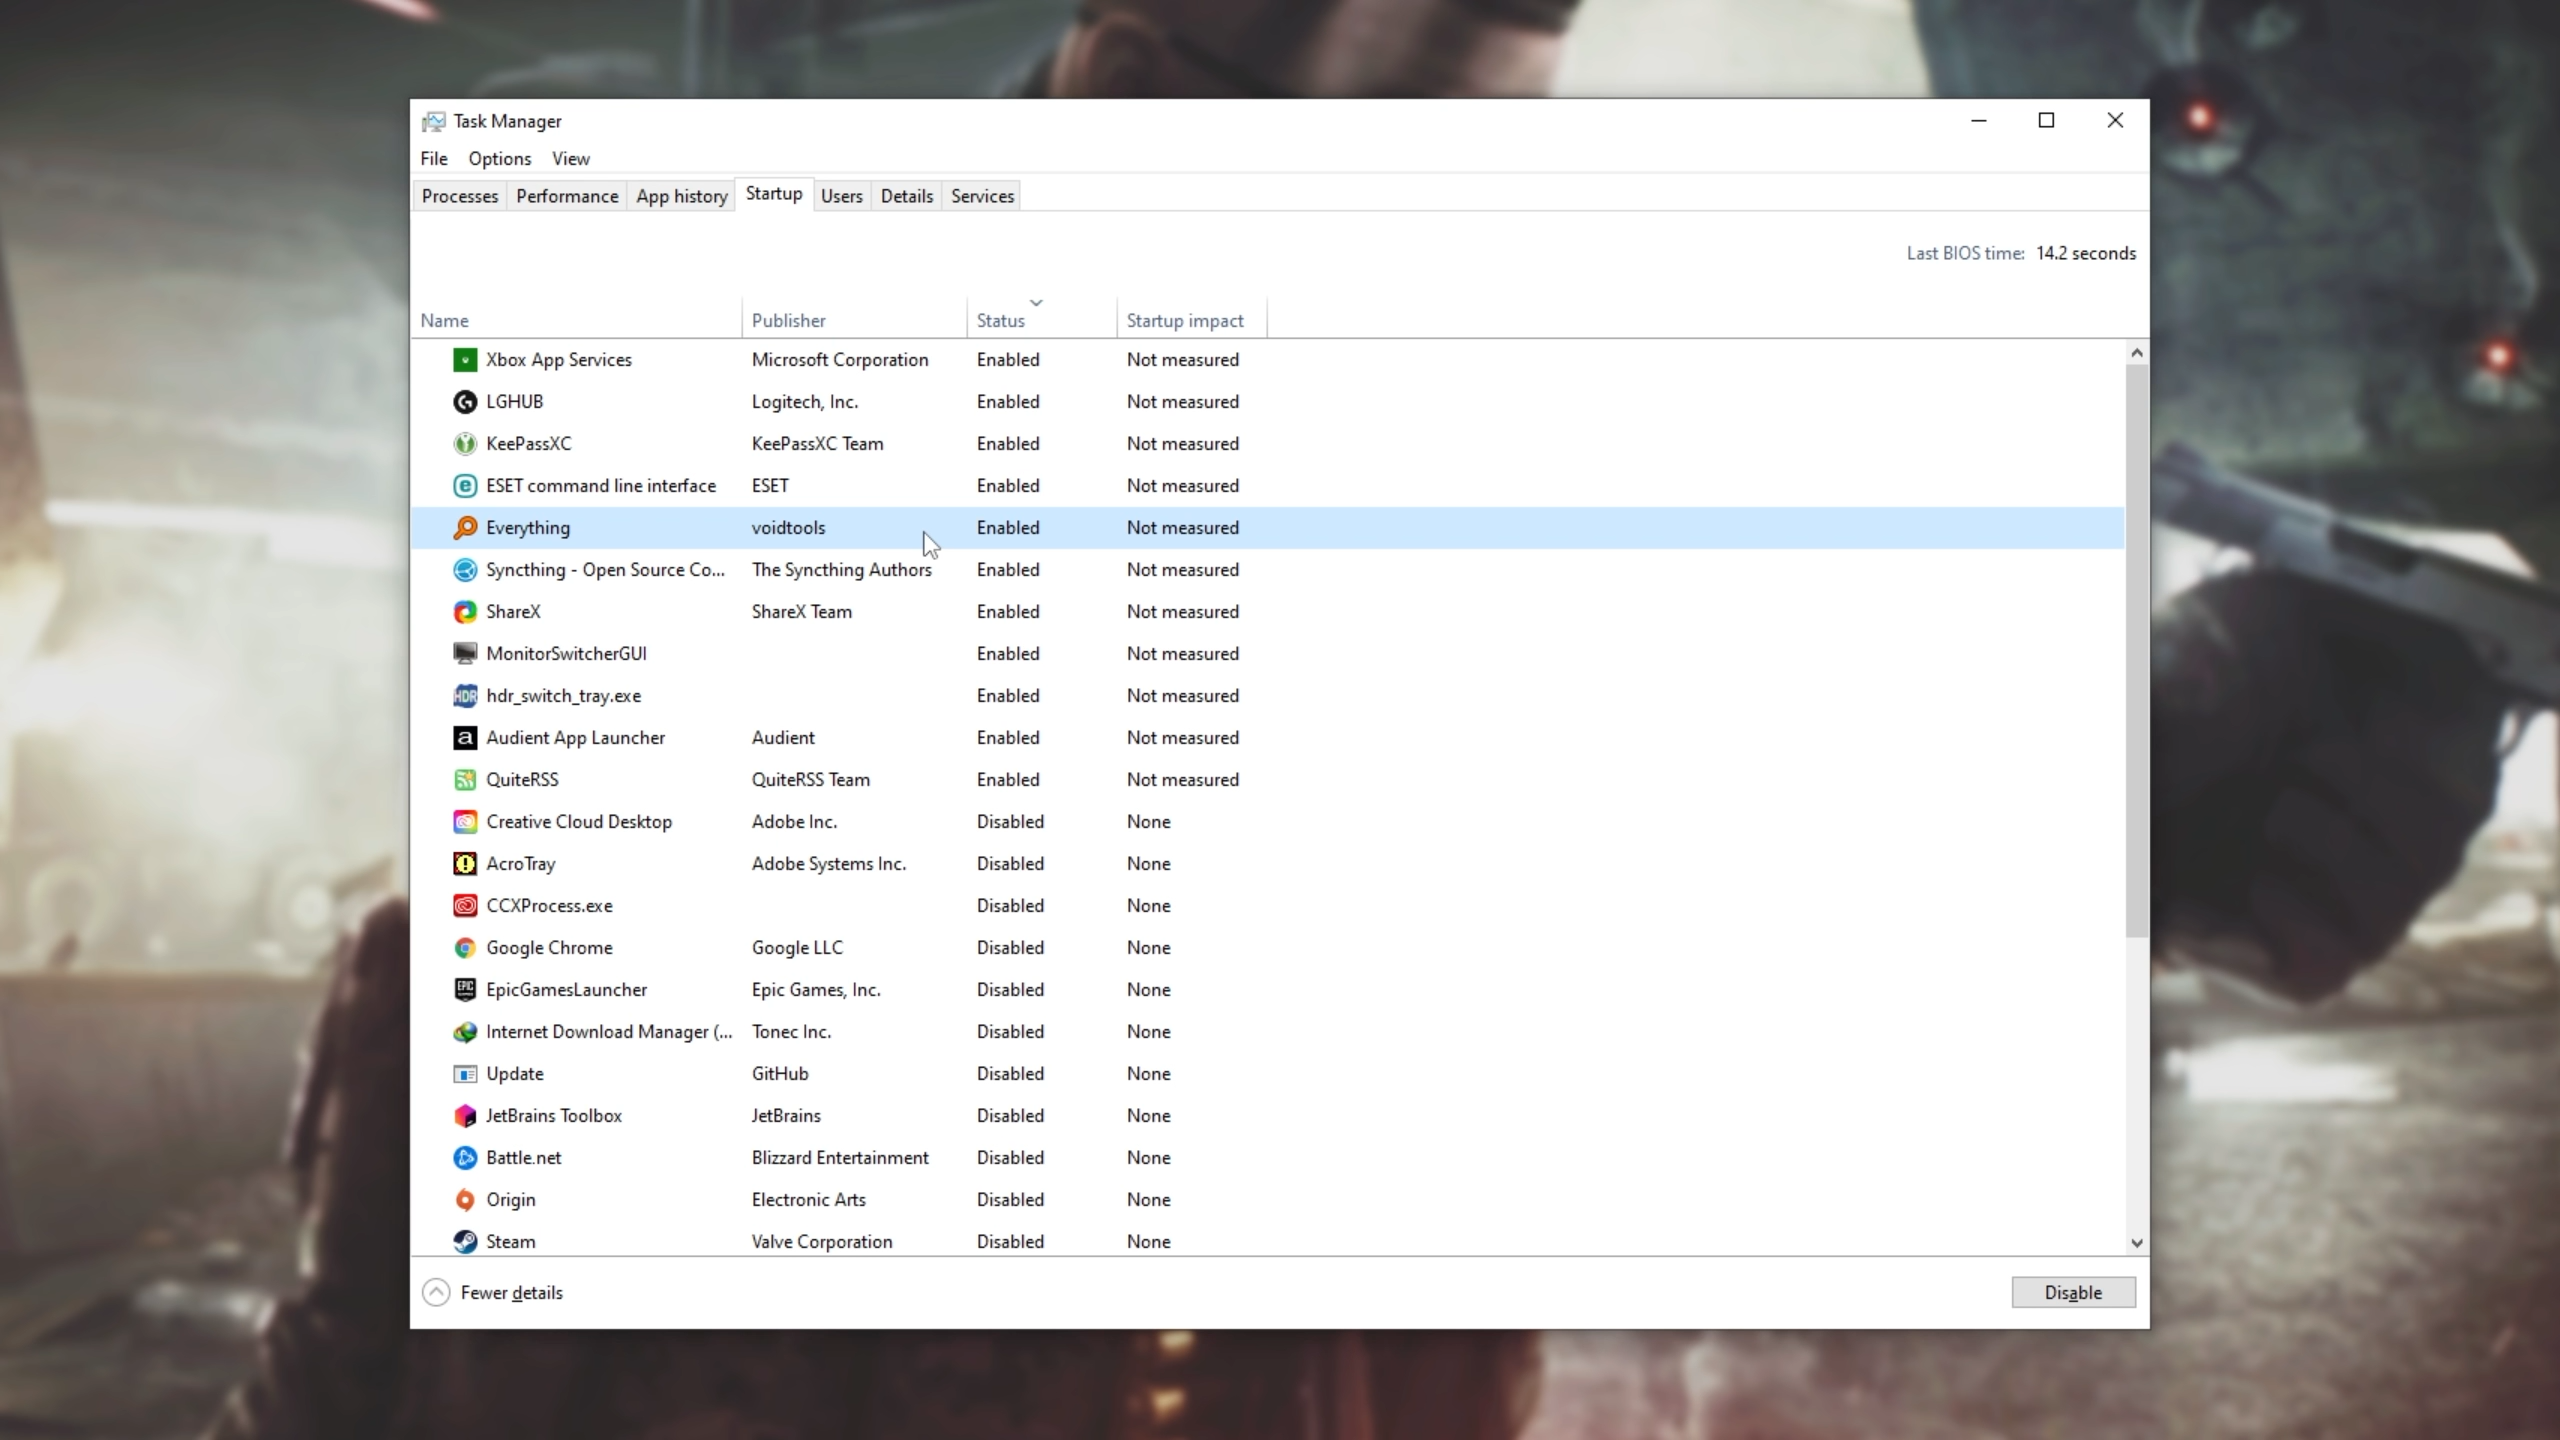 Task Manager
File Options View
Processes Performance App history Startup Users Details Services
Last BIOS time: 14.2 seconds
Name Publisher Status Startup impact
Xbox App Services Microsoft Corporation Enabled Not measured
LGHUB Logitech, Inc. Enabled Not measured
KeePassXC KeePassXC Team Enabled Not measured
ESET command line interface ESET Enabled Not measured
Everything voidtools Enabled Not measured
Syncthing - Open Source Co... The Syncthing Authors Enabled Not measured
ShareX ShareX Team Enabled Not measured
MonitorSwitcherGUI Enabled Not measured
HDR hdr_switch_tray.exe Enabled Not measured
a Audient App Launcher Audient Enabled Not measured
QuiteRSS QuiteRSS Team Enabled Not measured
Creative Cloud Desktop Adobe Inc. Disabled None
AcroTray Adobe Systems Inc. Disabled None
CCXProcess.exe Disabled None
Google Chrome Google LLC Disabled None
EPIC EpicGamesLauncher Epic Games, Inc. Disabled None
Internet Download Manager (... Tonec Inc. Disabled None
Update GitHub Disabled None
JetBrains Toolbox JetBrains Disabled None
Battle.net Blizzard Entertainment Disabled None
Origin Electronic Arts Disabled None
Steam Valve Corporation Disabled None
Fewer details Disable